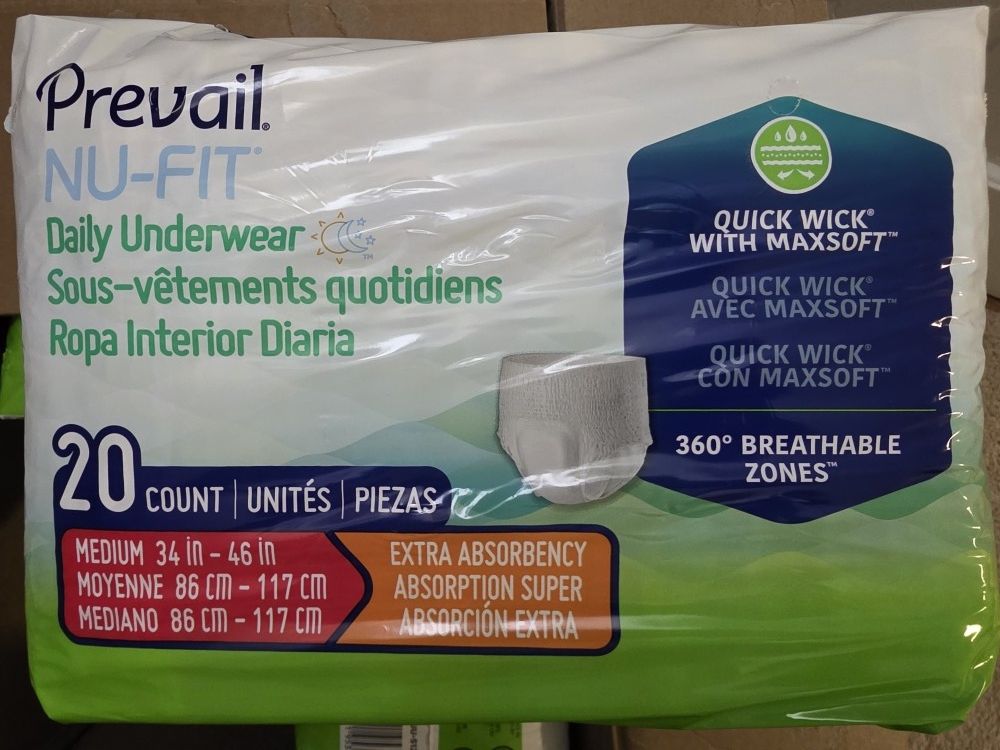 Prevail®
NU-FIT®
Daily Underwear ™
Sous-vêtements quotidiens
Ropa Interior Diaria
20 COUNT | UNITÉS | PIEZAS
MEDIUM 34 in - 46 in
MOYENNE 86 cm - 117 cm
MEDIANO 86 cm - 117 cm
EXTRA ABSORBENCY
ABSORPTION SUPER
ABSORCIÓN EXTRA
QUICK WICK®
WITH MAXSOFT™
QUICK WICK®
AVEC MAXSOFT™
QUICK WICK®
CON MAXSOFT™
360° BREATHABLE
ZONES™